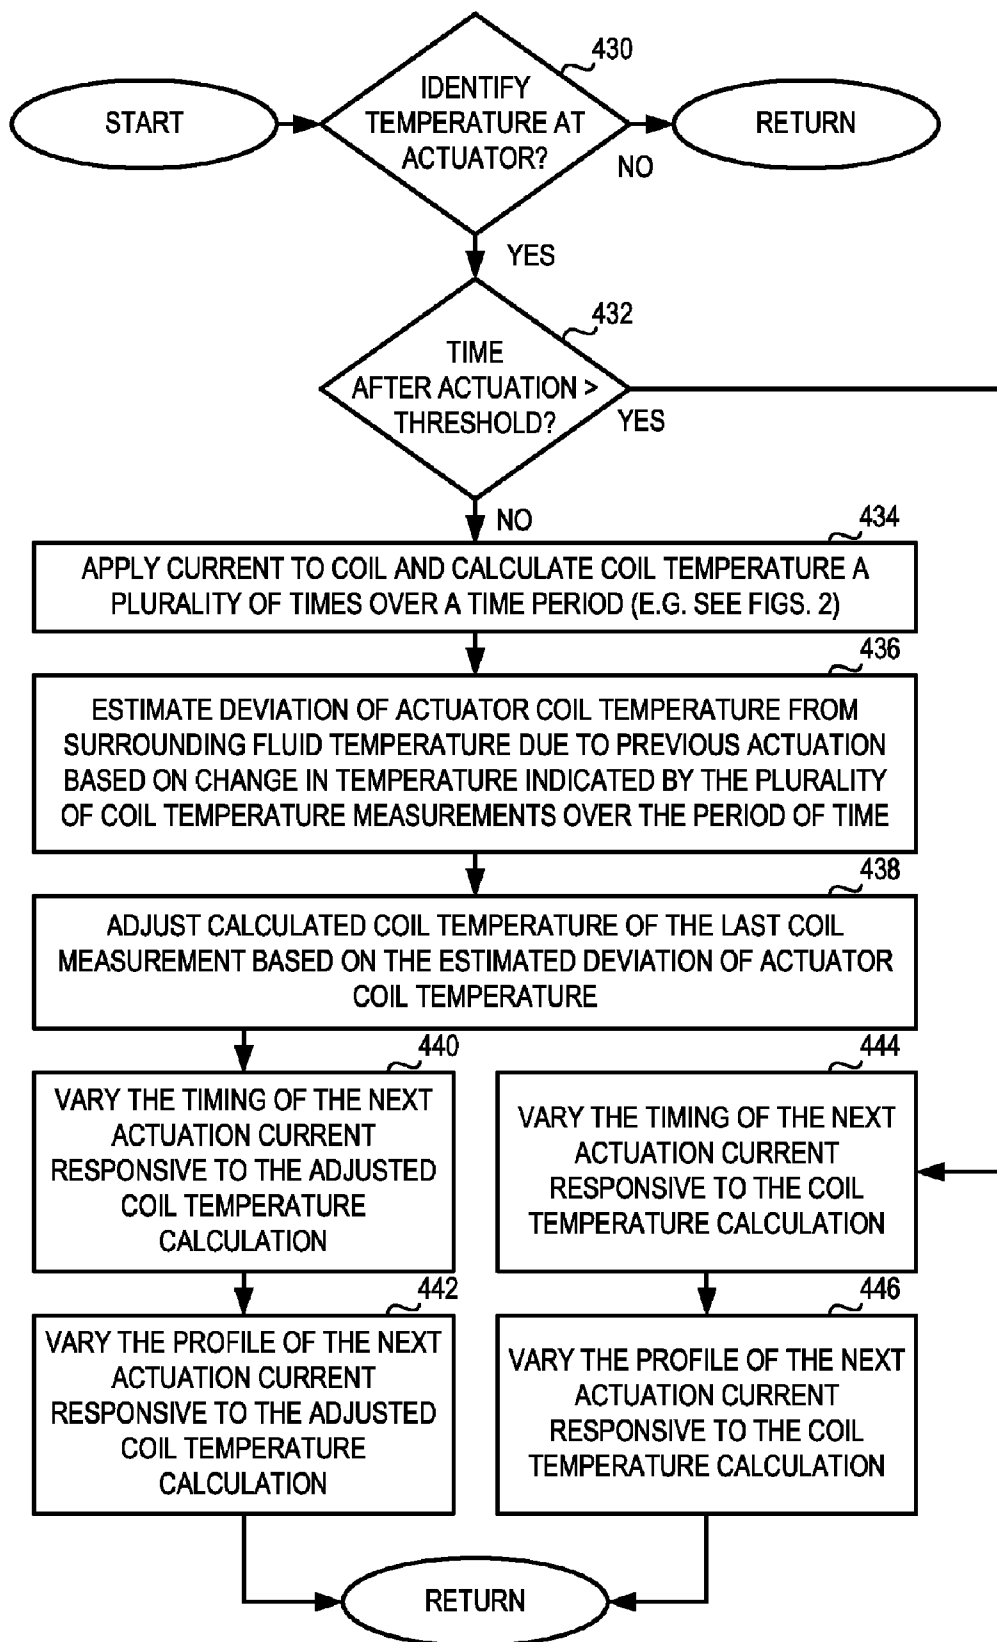 430
START
IDENTIFY
TEMPERATURE AT
ACTUATOR?
RETURN
NO
YES
432
TIME
AFTER ACTUATION >
THRESHOLD?
YES
NO
434
APPLY CURRENT TO COIL AND CALCULATE COIL TEMPERATURE A
PLURALITY OF TIMES OVER A TIME PERIOD (E.G. SEE FIGS. 2)
436
ESTIMATE DEVIATION OF ACTUATOR COIL TEMPERATURE FROM
SURROUNDING FLUID TEMPERATURE DUE TO PREVIOUS ACTUATION
BASED ON CHANGE IN TEMPERATURE INDICATED BY THE PLURALITY
OF COIL TEMPERATURE MEASUREMENTS OVER THE PERIOD OF TIME
438
ADJUST CALCULATED COIL TEMPERATURE OF THE LAST COIL
MEASUREMENT BASED ON THE ESTIMATED DEVIATION OF ACTUATOR
COIL TEMPERATURE
440
VARY THE TIMING OF THE NEXT
ACTUATION CURRENT
RESPONSIVE TO THE ADJUSTED
COIL TEMPERATURE
CALCULATION
444
VARY THE TIMING OF THE NEXT
ACTUATION CURRENT
RESPONSIVE TO THE COIL
TEMPERATURE CALCULATION
442
VARY THE PROFILE OF THE NEXT
ACTUATION CURRENT
RESPONSIVE TO THE ADJUSTED
COIL TEMPERATURE
CALCULATION
446
VARY THE PROFILE OF THE NEXT
ACTUATION CURRENT
RESPONSIVE TO THE COIL
TEMPERATURE CALCULATION
RETURN